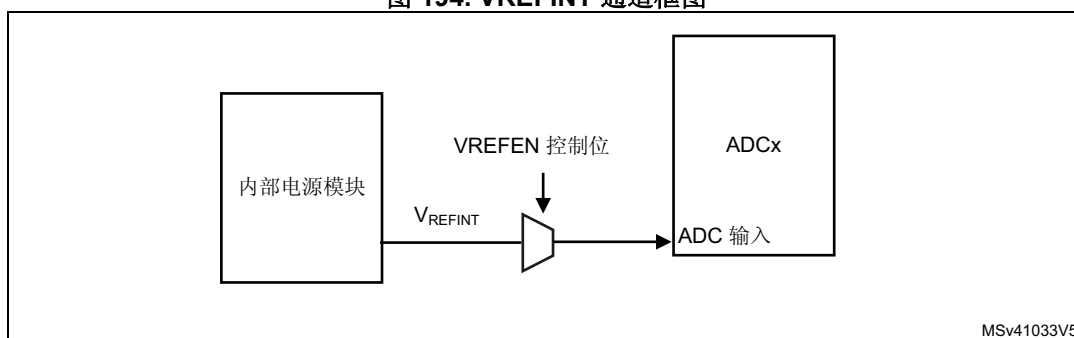 图 194. VREFINT 通道框图
VREFEN 控制位
ADCx
内部电源模块
VREFINT
ADC 输入
MSv41033V5